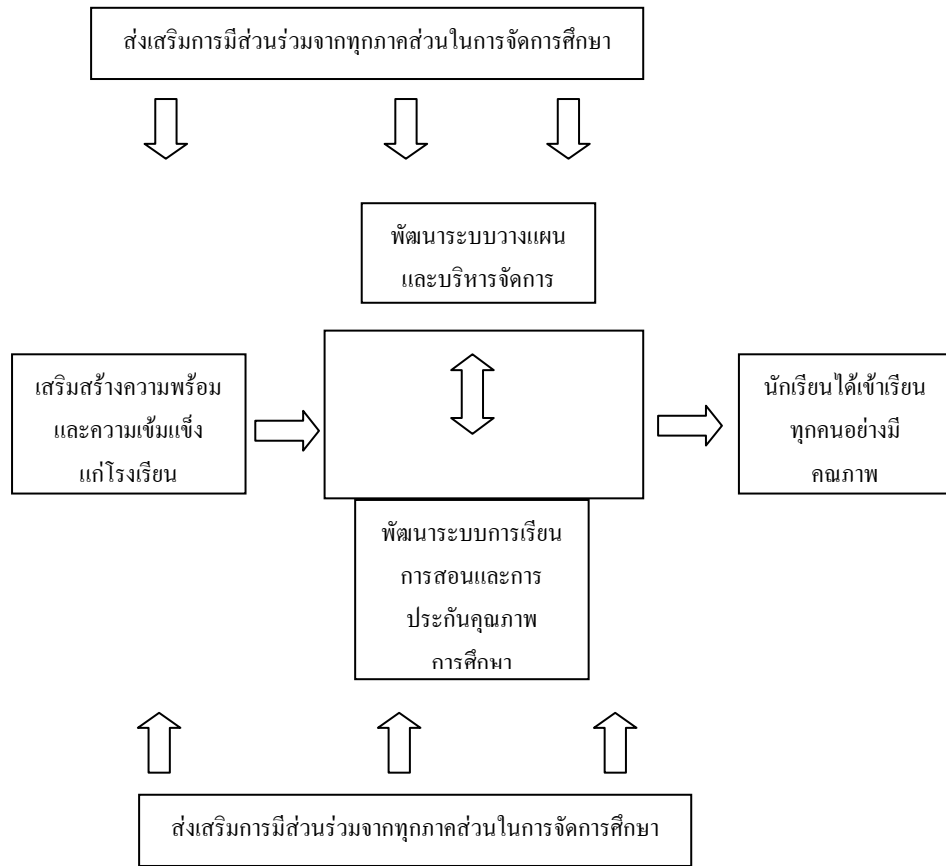 ส่งเสริมการมีส่วนร่วมจากทุกภาคส่วนในการจัดการศึกษา
พัฒนาระบบวางแผน
และบริหารจัดการ
เสริมสร้างความพร้อม
และความเข้มแข็ง
แก่โรงเรียน
นักเรียนได้เข้าเรียน
ทุกคนอย่างมี
คุณภาพ
พัฒนาระบบการเรียน
การสอนและการ
ประกันคุณภาพ
การศึกษา
ส่งเสริมการมีส่วนร่วมจากทุกภาคส่วนในการจัดการศึกษา